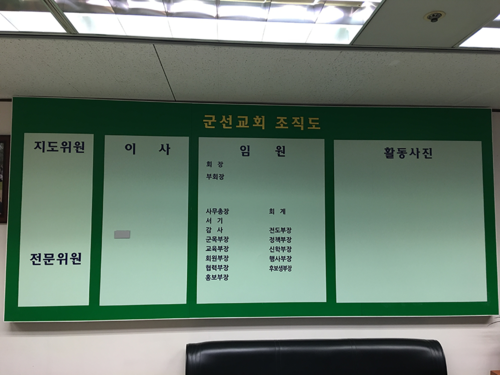 군선교회 조직도
지도위원
전문위원
이 사
임 원
회 장
부회장
사무총장 회 계
서 기
감 사 전도부장
군목부장 정책부장
교육부장 신학부장
회원부장 행사부장
협력부장 후보생부장
홍보부장
활동사진